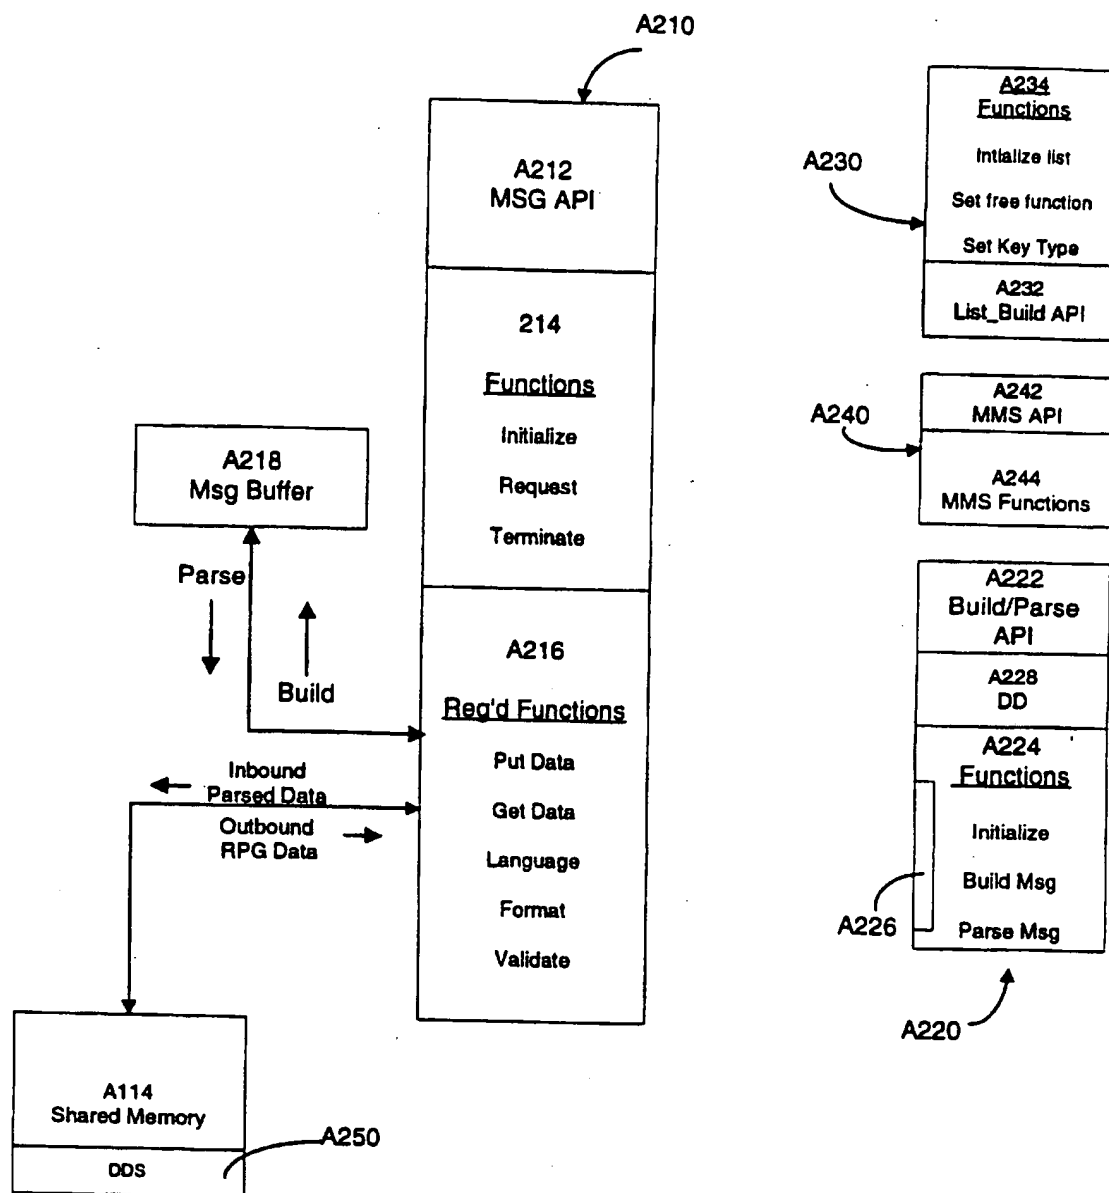 A210
A212
MSG API
214
Functions
Initialize
Request
Terminate
A216
Reg'd Functions
Put Data
Get Data
Language
Format
Validate
A218
Msg Buffer
Parse
Build
Inbound
Parsed Data
Outbound
RPG Data
A114
Shared Memory
DDS
A250
A230
A234
Functions
Intialize list
Set free function
Set Key Type
A232
List_Build API
A240
A242
MMS API
A244
MMS Functions
A222
Build/Parse
API
A228
DD
A224
Functions
Initialize
Build Msg
Parse Msg
A226
A220